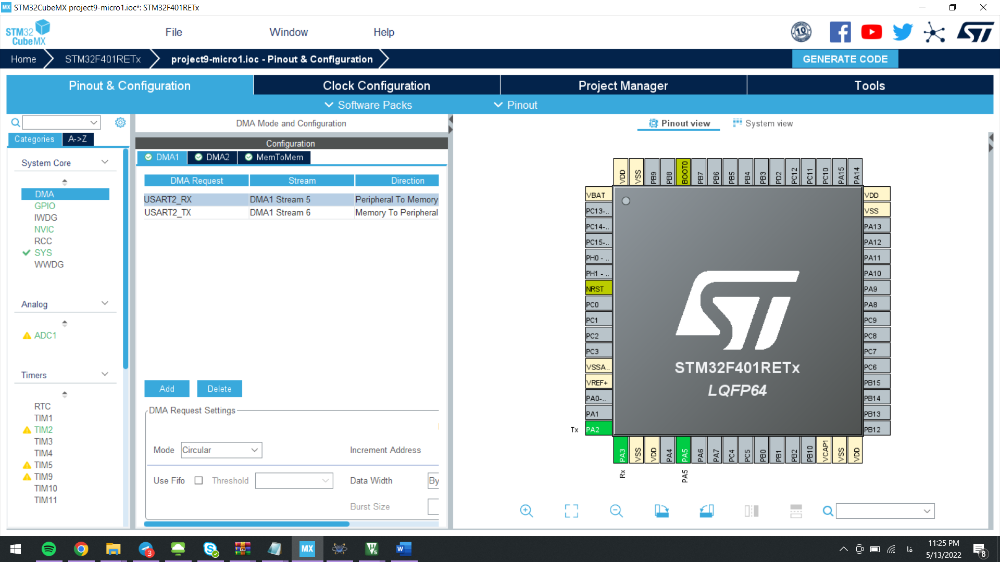 MX STM32CubeMX project9-micro1.ioc*: STM32F401RETx
STM32
CubeMX
File
Window
Help
10
Home
STM32F401RETx
project9-micro1.ioc - Pinout & Configuration
GENERATE CODE
Pinout & Configuration
Clock Configuration
Project Manager
Tools
Software Packs
Pinout
Categories
A->Z
System Core
DMA
GPIO
IWDG
NVIC
RCC
SYS
WWDG
Analog
ADC1
Timers
RTC
TIM1
TIM2
TIM3
TIM4
TIM5
TIM9
TIM10
TIM11
DMA Mode and Configuration
Configuration
DMA1
DMA2
MemToMem
DMA Request
Stream
Direction
USART2_RX
DMA1 Stream 5
Peripheral To Memory
USART2_TX
DMA1 Stream 6
Memory To Peripheral
Add
Delete
DMA Request Settings
Mode
Circular
Increment Address
Use Fifo
Threshold
Data Width
By
Burst Size
Pinout view
System view
VDD
VSS
PB9
PB8
BOOT0
PB7
PB6
PB5
PB4
PB3
PD2
PC12
PC11
PC10
PA15
PA14
VBAT
PC13-..
PC14-..
PC15-..
PH0 - ..
PH1 - ..
NRST
PC0
PC1
PC2
PC3
VSSA..
VREF+
PA0-..
PA1
Tx
PA2
ST
STM32F401RETx
LQFP64
VDD
VSS
PA13
PA12
PA11
PA10
PA9
PA8
PC9
PC8
PC7
PC6
PB15
PB14
PB13
PB12
PA3
VSS
VDD
PA4
PA5
PA6
PA7
PC4
PC5
PB0
PB1
PB2
PB10
VCAP1
VSS
VDD
Rx
PA5
3
MX
فا
11:25 PM
5/13/2022
8